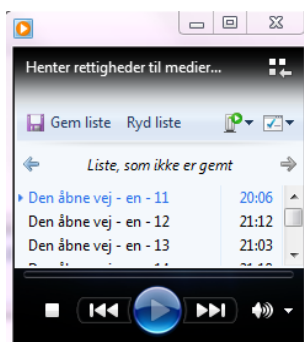 Henter rettigheder til medier...
Gem liste Ryd liste
Liste, som ikke er gemt
Den åbne vej - en - 11 20:06
Den åbne vej - en - 12 21:12
Den åbne vej - en - 13 21:03